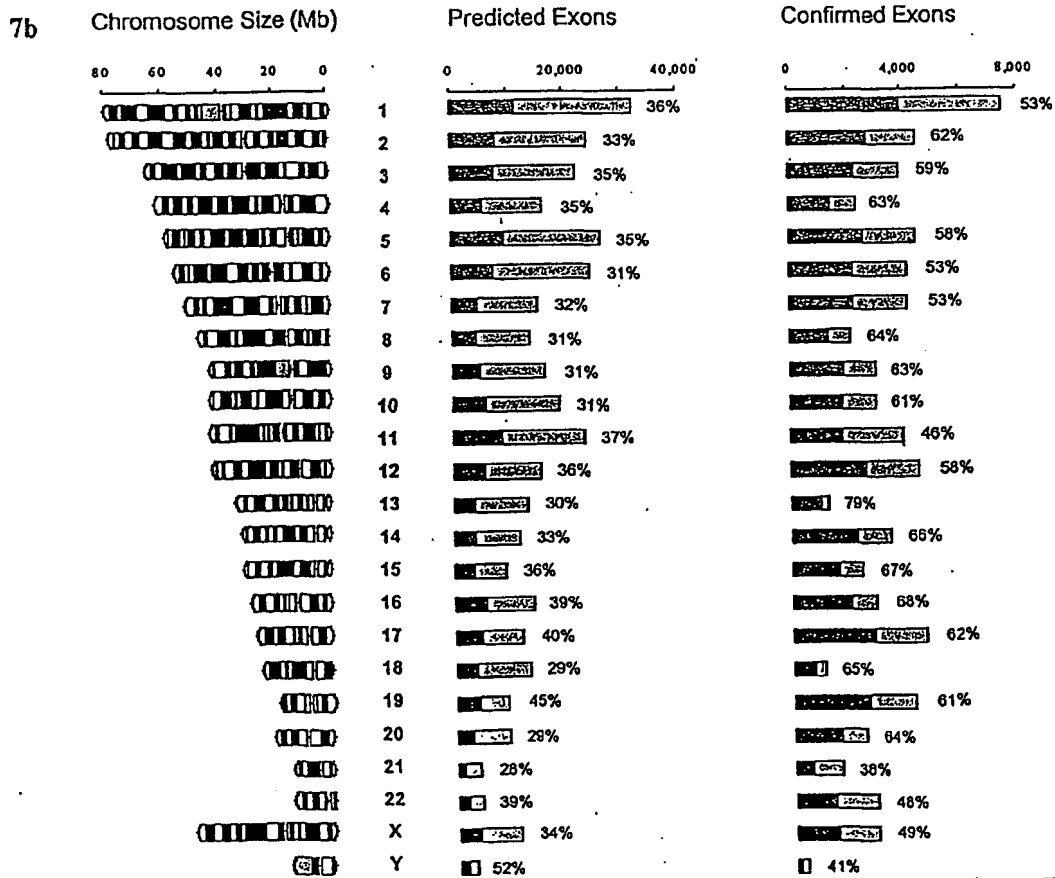 7b
Chromosome Size (Mb) Predicted Exons Confirmed Exons
80 60 40 20 0 0 20,000 40,000 0 4,000 8,000
1 36% 53%
2 33% 62%
3 35% 59%
4 35% 63%
5 35% 58%
6 31% 53%
7 32% 53%
8 31% 64%
9 31% 63%
10 31% 61%
11 37% 46%
12 36% 58%
13 30% 79%
14 33% 66%
15 36% 67%
16 39% 68%
17 40% 62%
18 29% 65%
19 45% 61%
20 29% 64%
21 28% 38%
22 39% 48%
X 34% 49%
Y 52% 41%